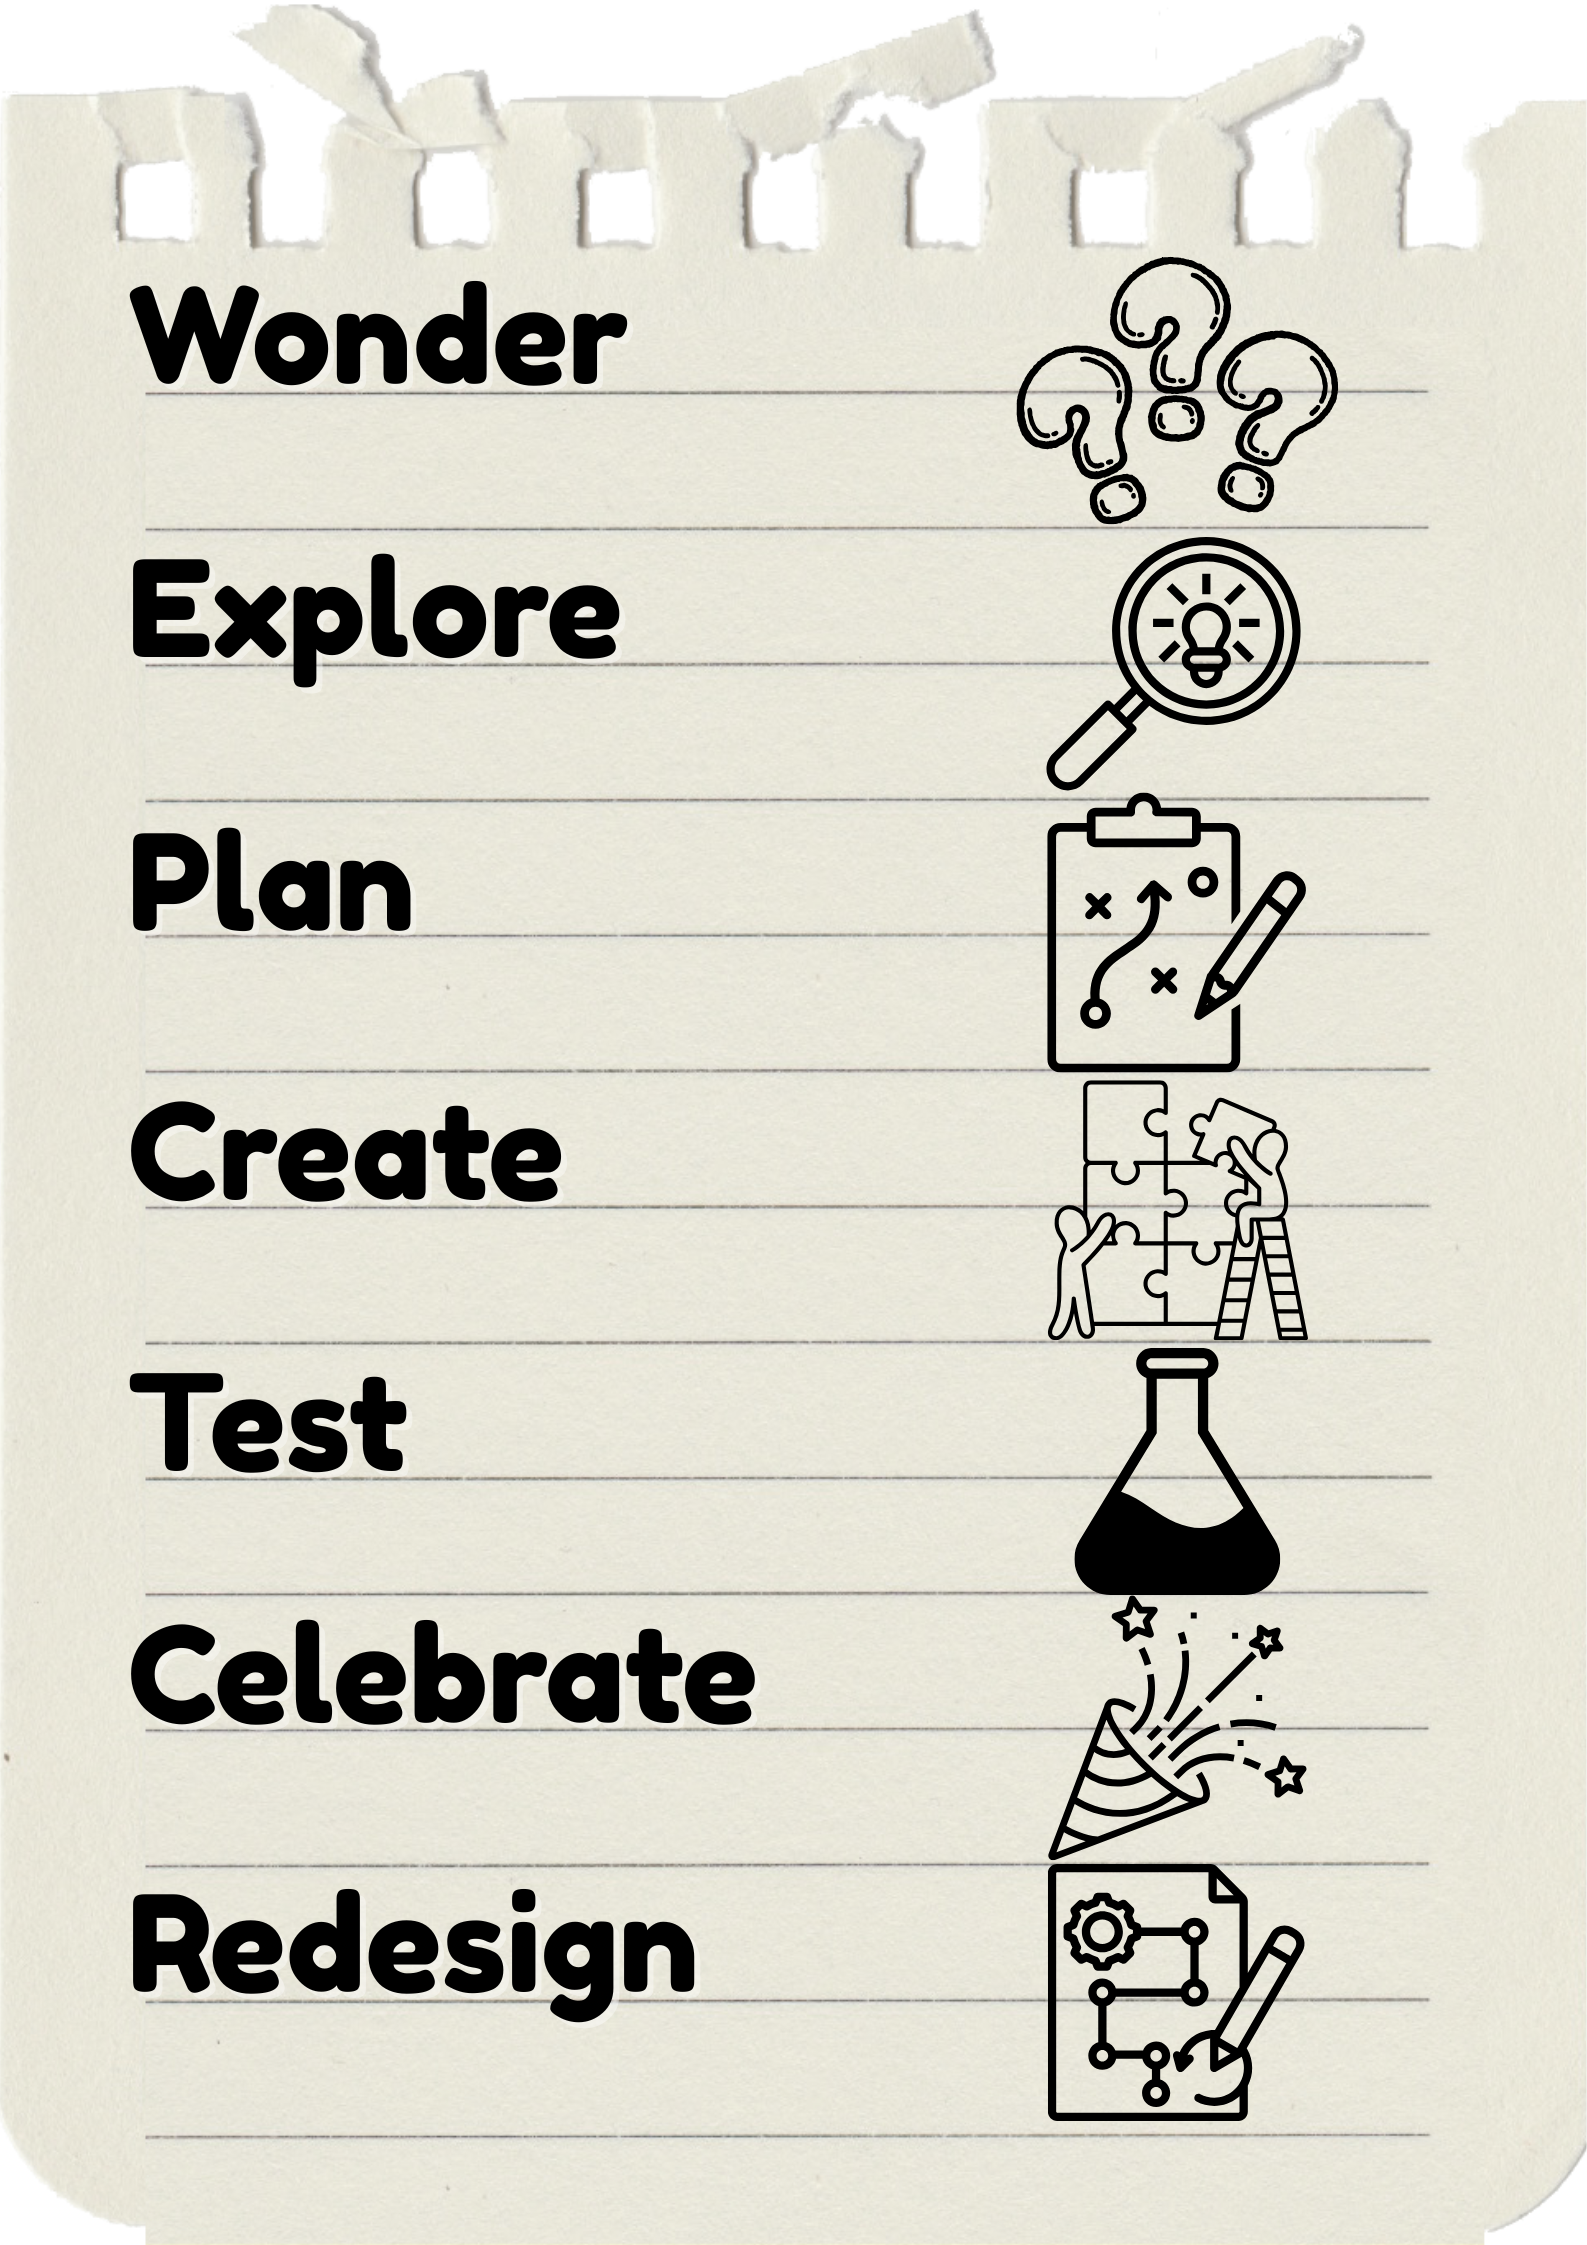 Wonder
Explore
Plan
Create
Test
Celebrate
Redesign